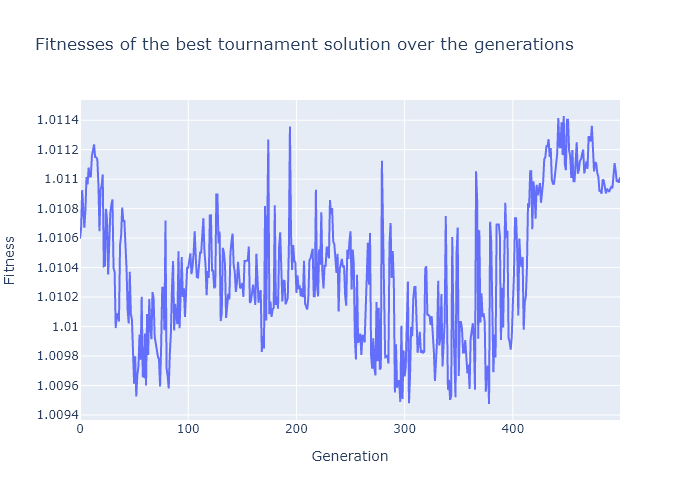 Fitnesses of the best tournament solution over the generations
1.0114
1.0112
1.011
1.0108
1.0106
1.0104
1.0102
1.01
1.0098
1.0096
1.0094
Fitness
0 100 200 300 400
Generation